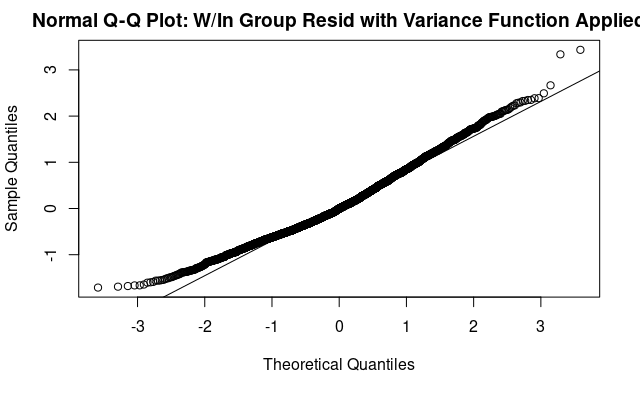 Normal Q-Q Plot: W/In Group Resid with Variance Function Applied
3
2
1
0
-1
Sample Quantiles
-3 -2 -1 0 1 2 3
Theoretical Quantiles